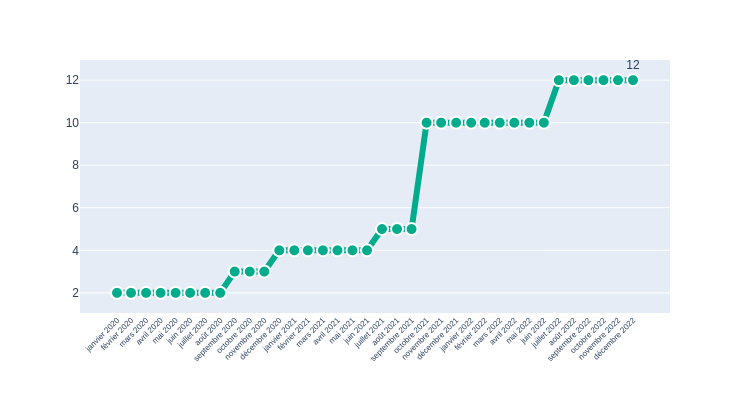 12
12
10
8
6
4
2
janvier 2020
février 2020
mars 2020
avril 2020
mai 2020
juin 2020
juillet 2020
août 2020
septembre 2020
octobre 2020
novembre 2020
décembre 2020
janvier 2021
février 2021
mars 2021
avril 2021
mai 2021
juin 2021
juillet 2021
août 2021
septembre 2021
octobre 2021
novembre 2021
décembre 2021
janvier 2022
février 2022
mars 2022
avril 2022
mai 2022
juin 2022
juillet 2022
août 2022
septembre 2022
octobre 2022
novembre 2022
décembre 2022